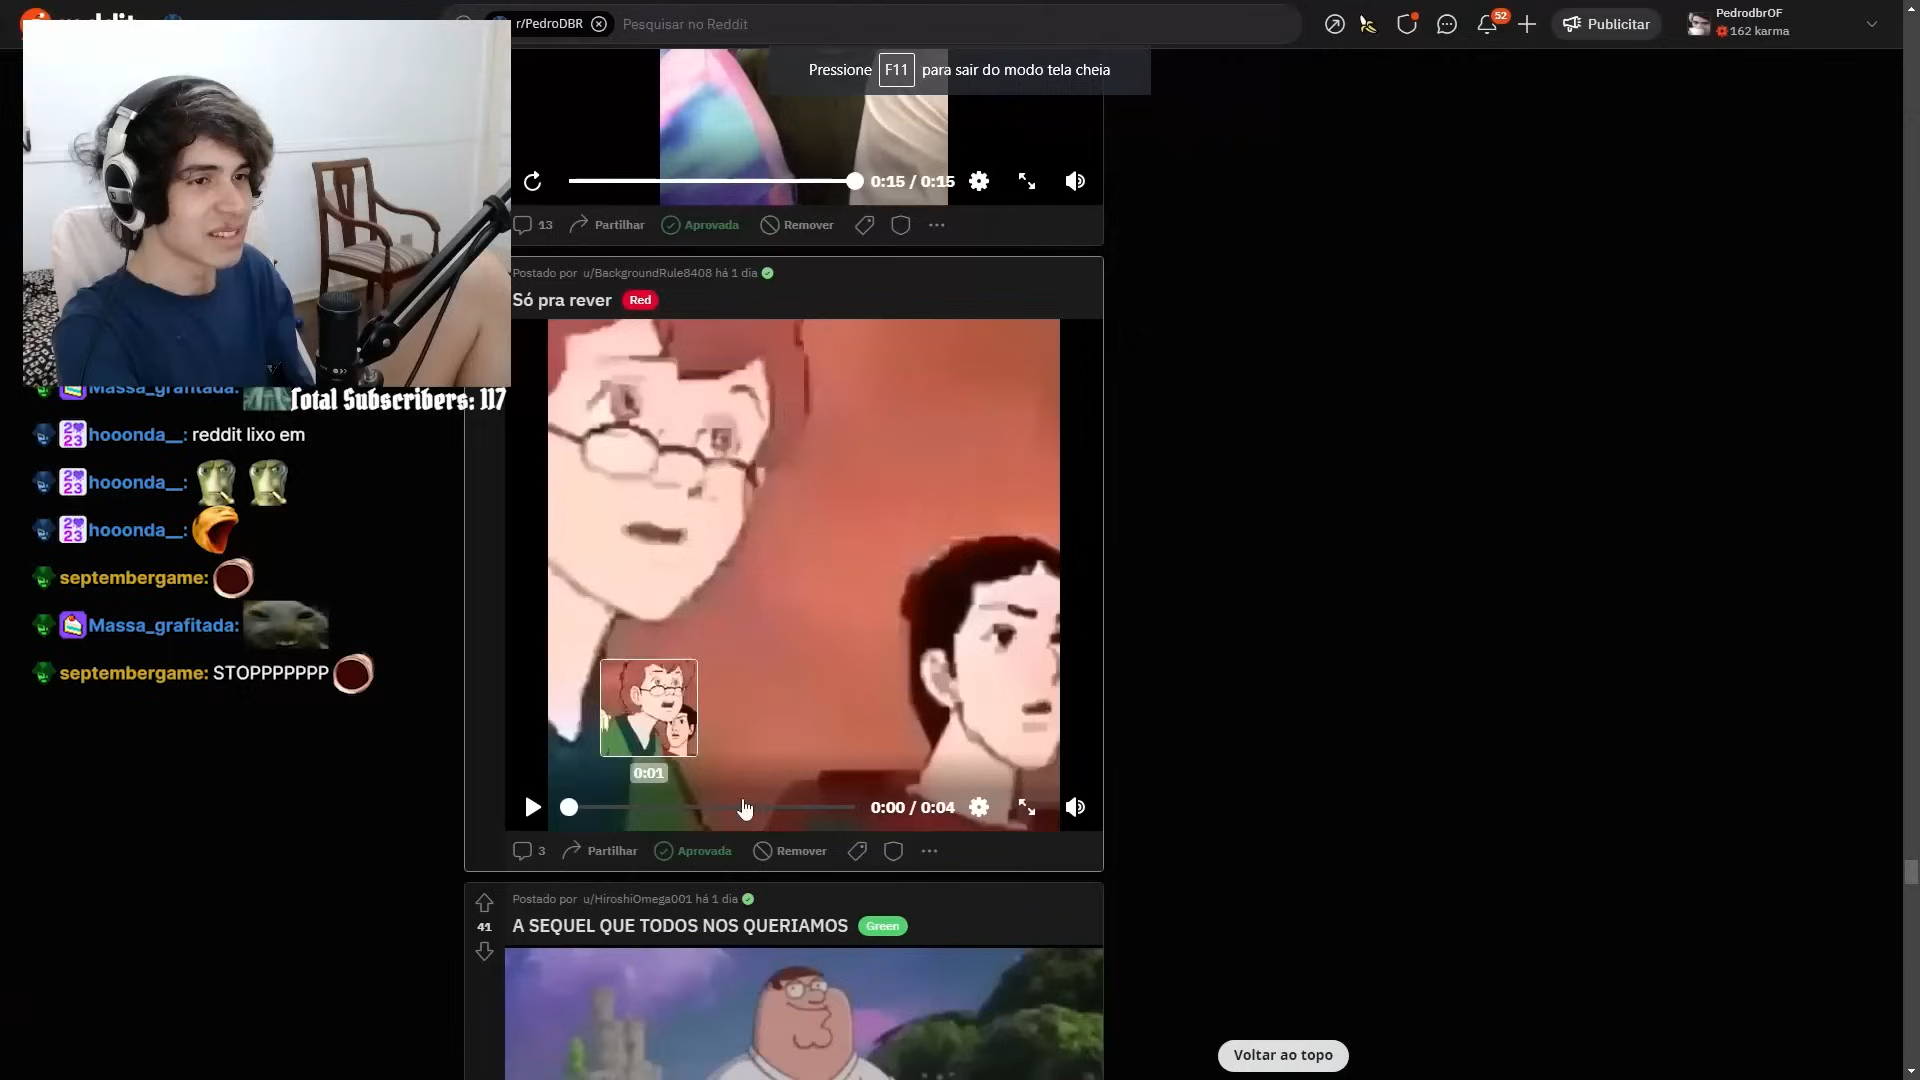 r/PedroDBR
Pesquisar no Reddit
52
Publicitar
PedrodbrOF
162 karma
Pressione F11 para sair do modo tela cheia
0:15 / 0:15
13 Partilhar Aprovada Remover
Postado por u/BackgroundRule8408 há 1 dia
Só pra rever Red
Massa_grafitada:
Total Subscribers: 117
hooonda__: reddit lixo em
hooonda__:
hooonda__:
septembergame:
Massa_grafitada:
septembergame: STOPPPPPPP
0:01
0:00 / 0:04
3 Partilhar Aprovada Remover
Postado por u/HiroshiOmega001 há 1 dia
41
A SEQUEL QUE TODOS NOS QUERIAMOS Green
Voltar ao topo